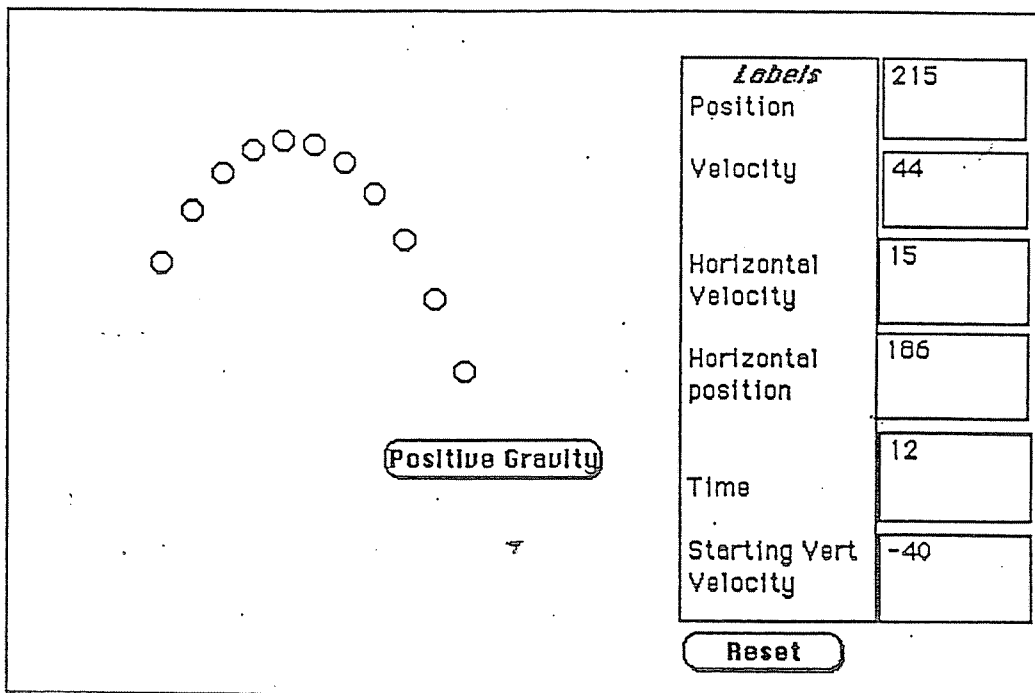 Labels
Position
215
Velocity
44
Horizontal
Velocity
15
Horizontal
position
186
Time
12
Starting Vert
Velocity
-40
Positive Gravity
Reset